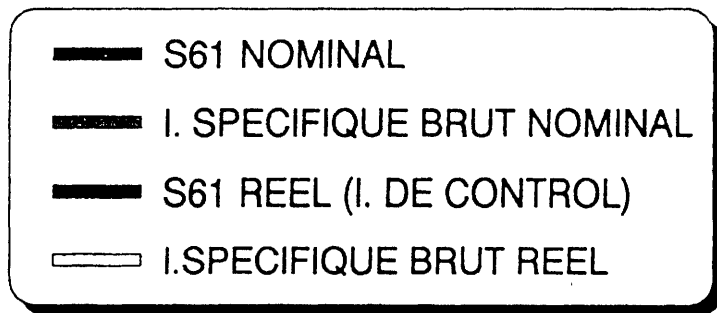 S61 NOMINAL
I. SPECIFIQUE BRUT NOMINAL
S61 REEL (I. DE CONTROL)
I.SPECIFIQUE BRUT REEL